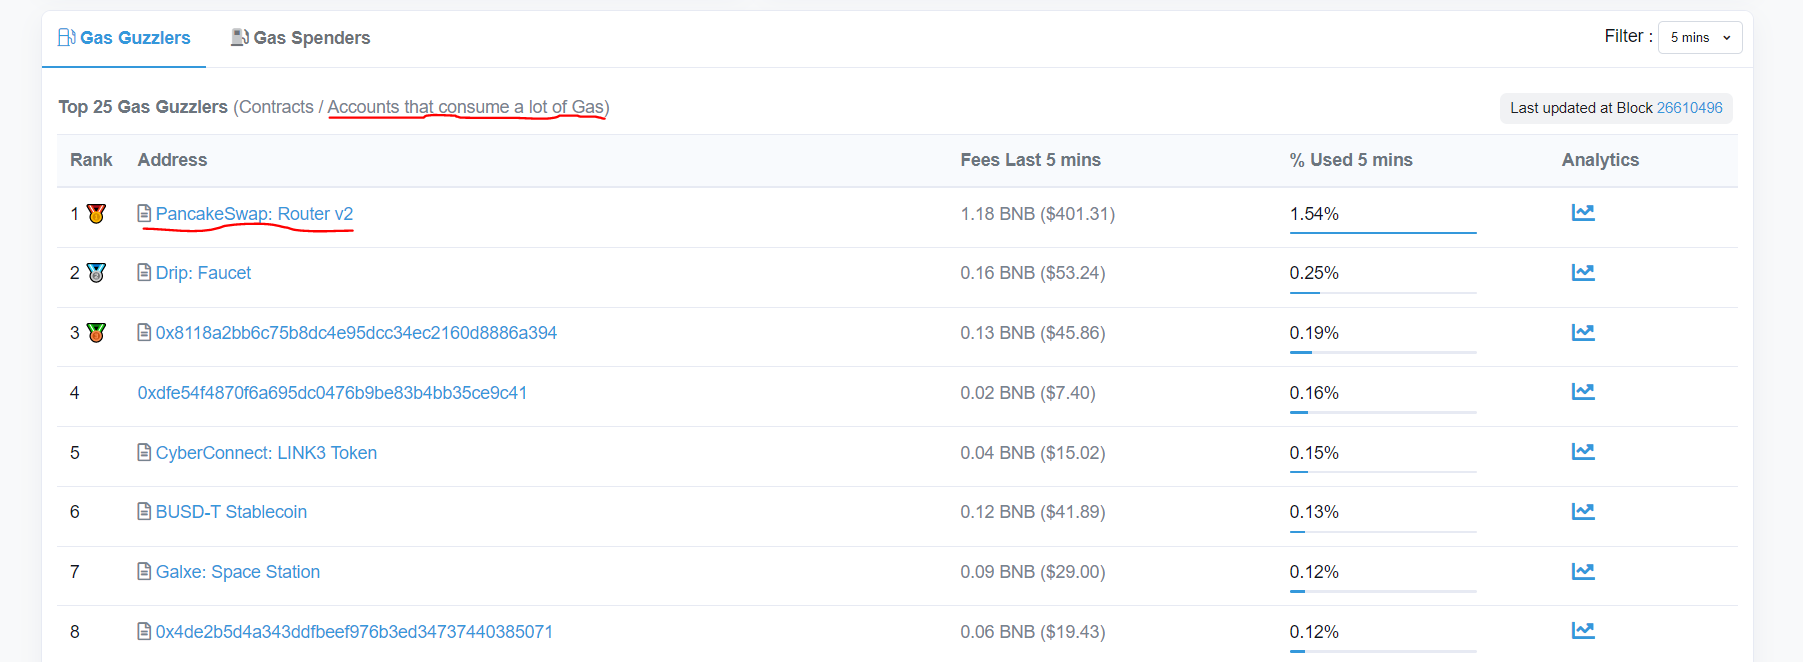 Gas Guzzlers Gas Spenders Filter : 5 mins
Top 25 Gas Guzzlers (Contracts / Accounts that consume a lot of Gas) Last updated at Block 26610496
Rank Address Fees Last 5 mins % Used 5 mins Analytics
1 PancakeSwap: Router v2 1.18 BNB ($401.31) 1.54%
2 Drip: Faucet 0.16 BNB ($53.24) 0.25%
3 0x8118a2bb6c75b8dc4e95dcc34ec2160d8886a394 0.13 BNB ($45.86) 0.19%
4 0xdfe54f4870f6a695dc0476b9be83b4bb35ce9c41 0.02 BNB ($7.40) 0.16%
5 CyberConnect: LINK3 Token 0.04 BNB ($15.02) 0.15%
6 BUSD-T Stablecoin 0.12 BNB ($41.89) 0.13%
7 Galxe: Space Station 0.09 BNB ($29.00) 0.12%
8 0x4de2b5d4a343ddfbeef976b3ed34737440385071 0.06 BNB ($19.43) 0.12%